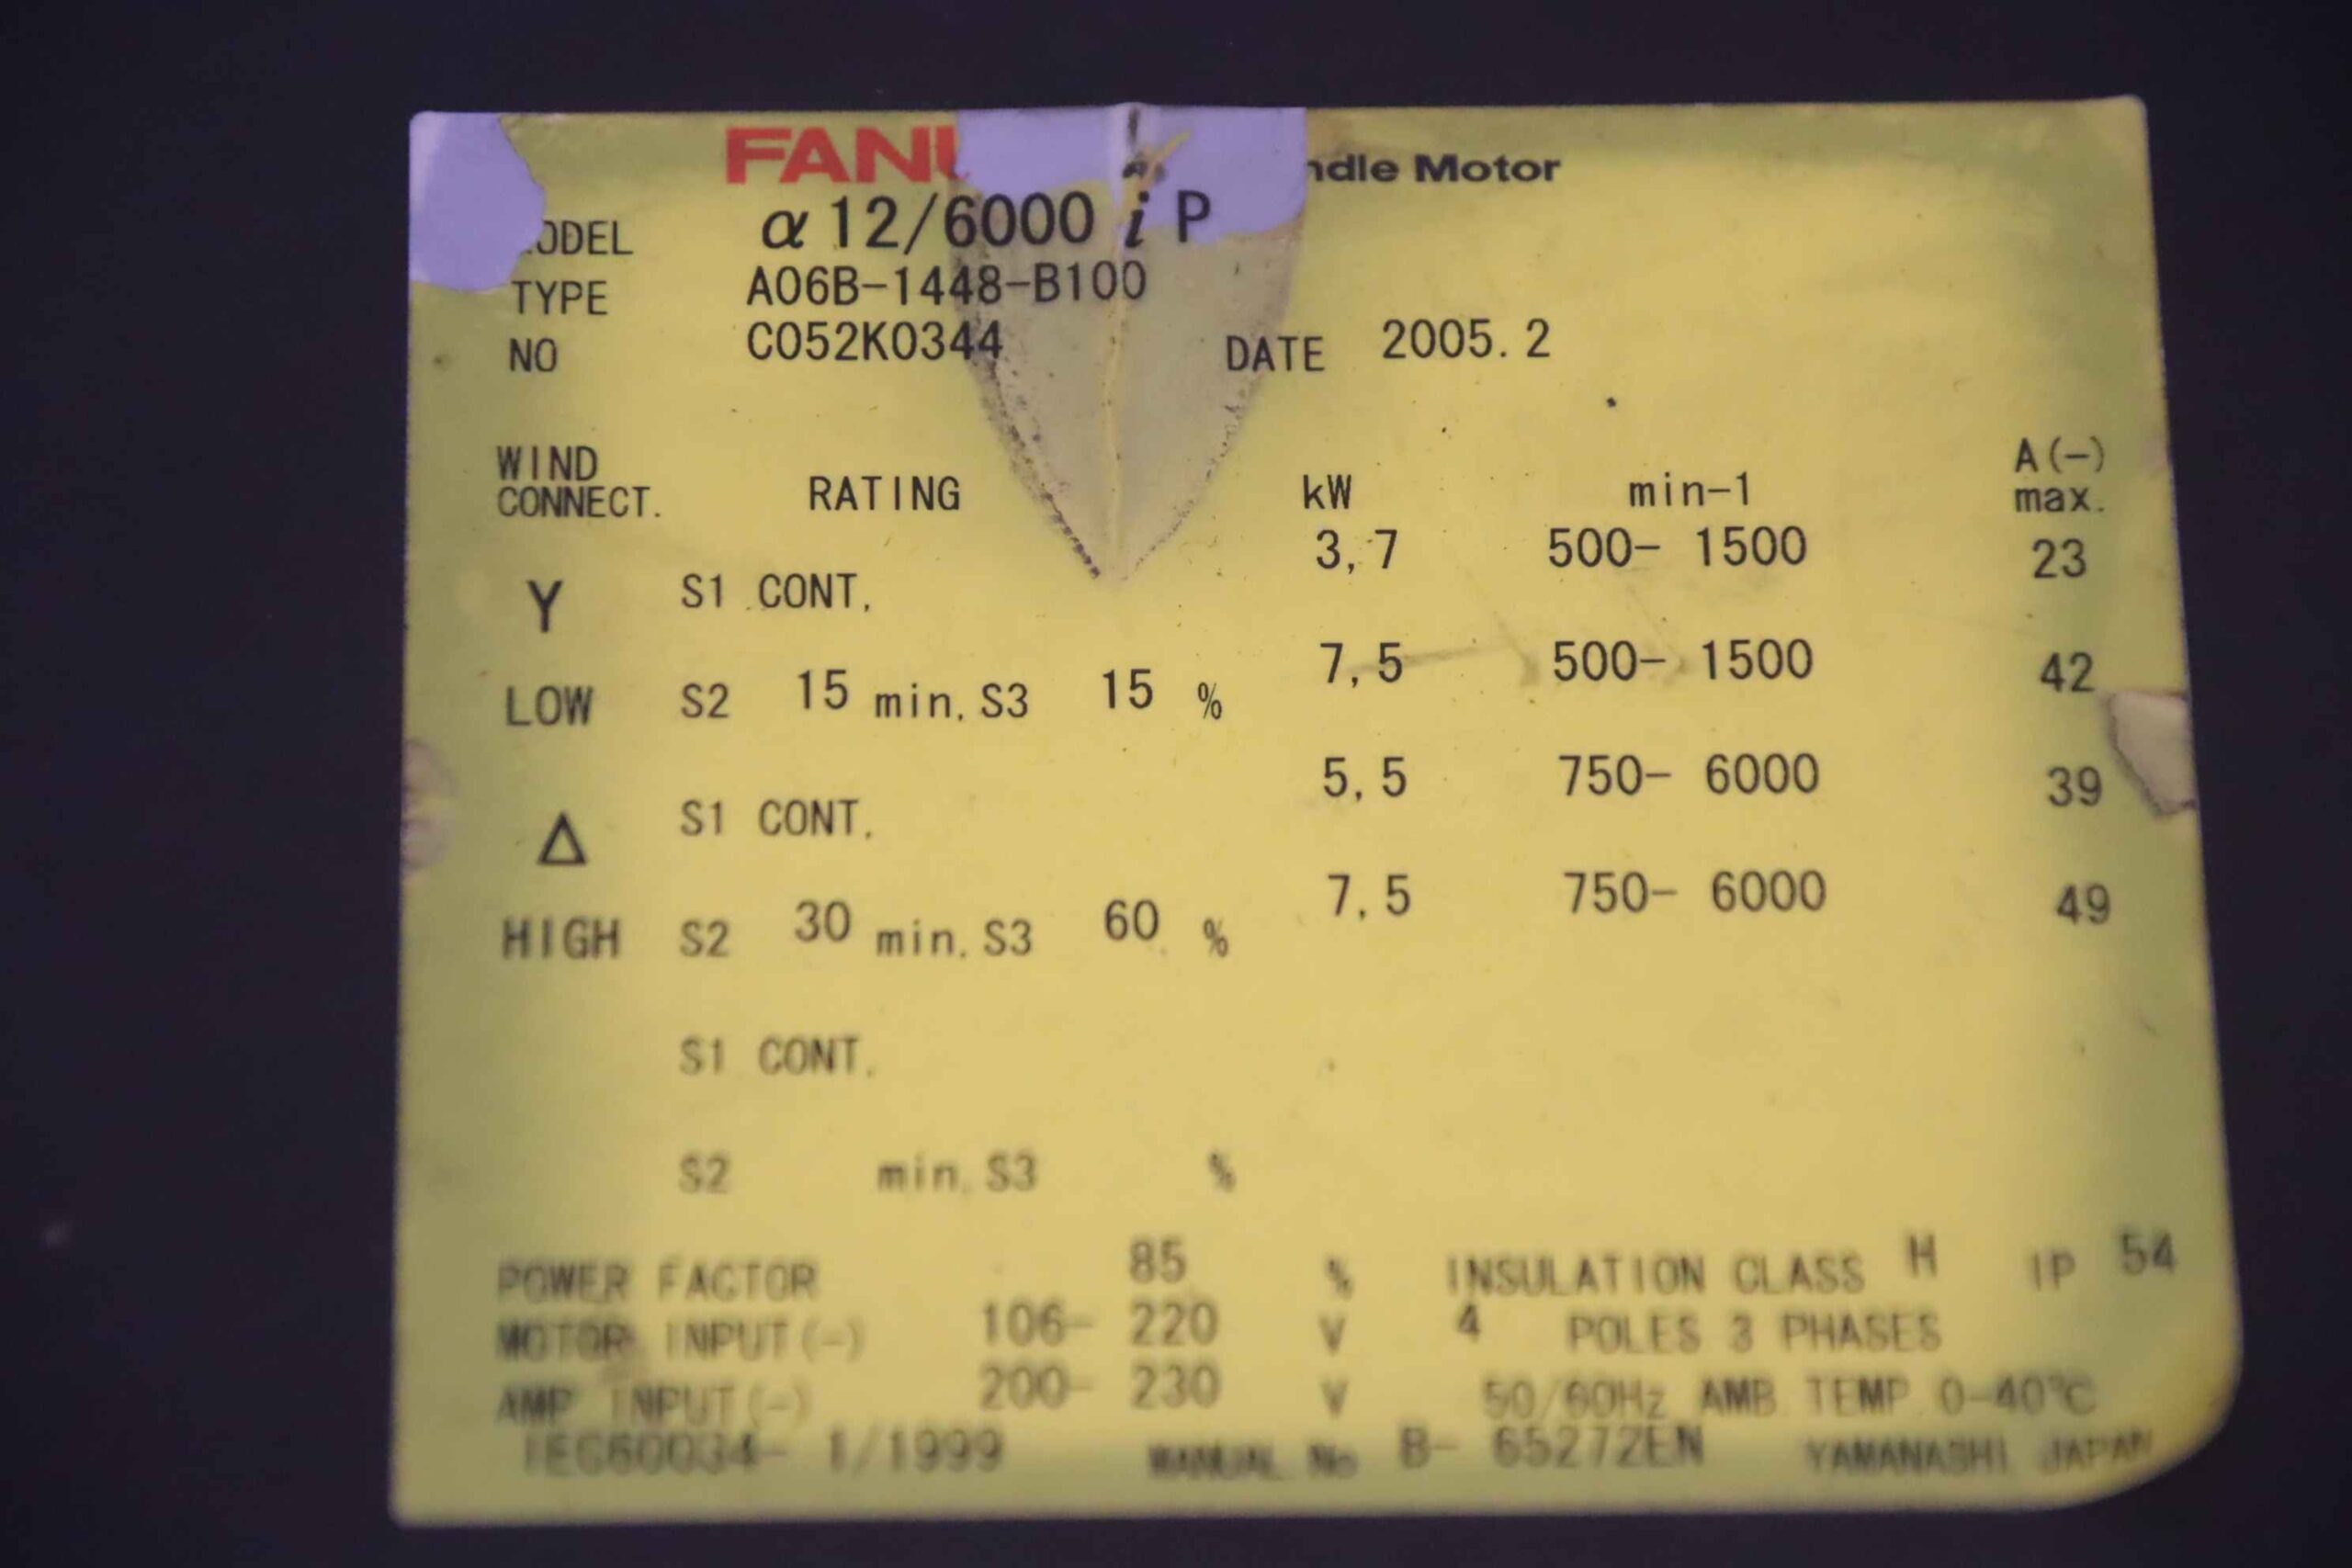 FANU ndle Motor
MODEL α 12/6000 i P
TYPE A06B-1448-B100
NO C052K0344 DATE 2005. 2
WIND CONNECT. RATING kW min-1 A(~) max.
Y S1 CONT. 3,7 500- 1500 23
LOW S2 15 min. S3 15 % 7,5 500- 1500 42
Δ S1 CONT. 5,5 750- 6000 39
HIGH S2 30 min. S3 60 % 7,5 750- 6000 49
S1 CONT.
S2 min. S3 %
POWER FACTOR 85 % INSULATION CLASS H IP 54
MOTOR INPUT(~) 106- 220 V 4 POLES 3 PHASES
AMP INPUT(~) 200- 230 V 50/60Hz AMB. TEMP. 0-40℃
IEC60034- 1/1999 MANUAL No B- 65272EN YAMANASHI JAPAN